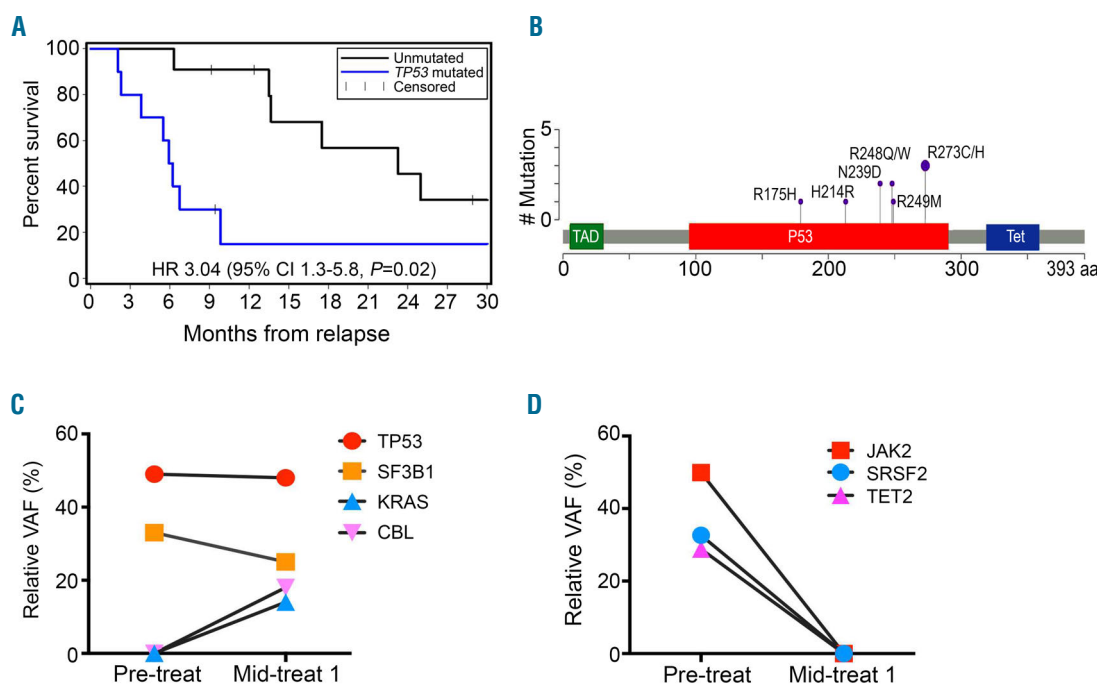 A
100
80
60
40
20
0
Percent survival
Unmutated
TP53 mutated
Censored
HR 3.04 (95% CI 1.3-5.8, P=0.02)
0 3 6 9 12 15 18 21 24 27 30
Months from relapse
B
5
0
# Mutation
R248Q/W
R273C/H
N239D
R175H
H214R
R249M
TAD
P53
Tet
0 100 200 300 393 aa
C
60
40
20
0
Relative VAF (%)
TP53
SF3B1
KRAS
CBL
Pre-treat Mid-treat 1
D
60
40
20
0
Relative VAF (%)
JAK2
SRSF2
TET2
Pre-treat Mid-treat 1